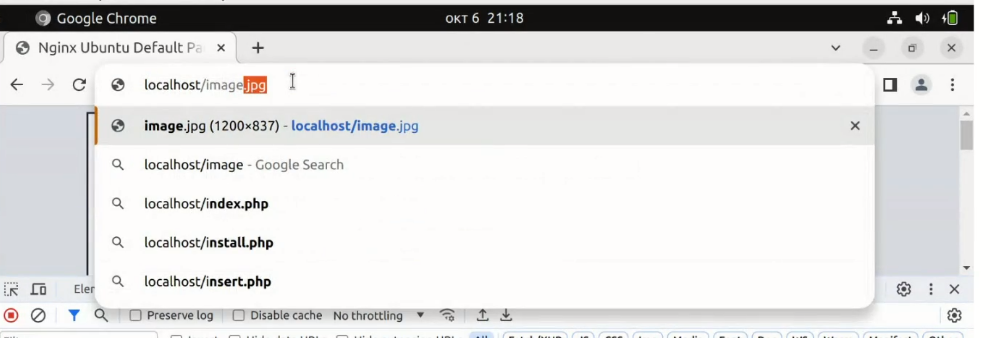 Google Chrome окт 6 21:18
Nginx Ubuntu Default Pa
localhost/image.jpg
image.jpg (1200×837) - localhost/image.jpg
localhost/image - Google Search
localhost/index.php
localhost/install.php
localhost/insert.php
Eler
Preserve log Disable cache No throttling